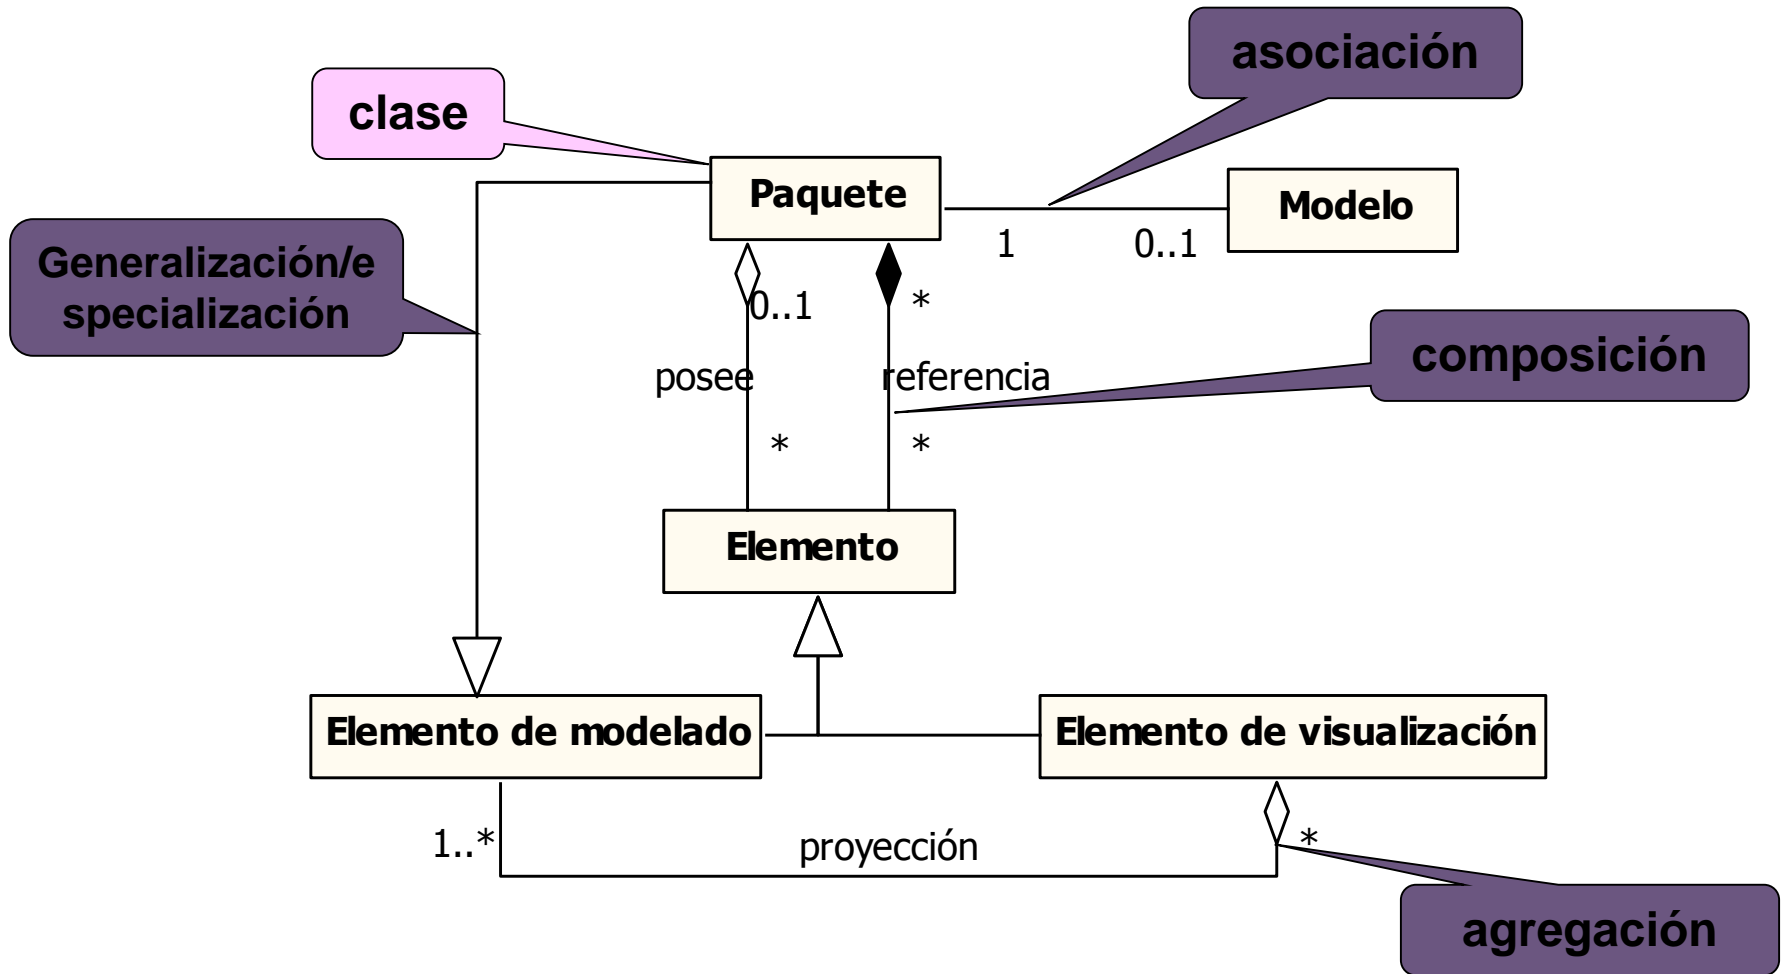 asociación
clase
Paquete
Modelo
1
0..1
Generalización/e
specialización
0..1
*
posee
referencia
composición
*
*
Elemento
Elemento de modelado
Elemento de visualización
1..*
proyección
*
agregación